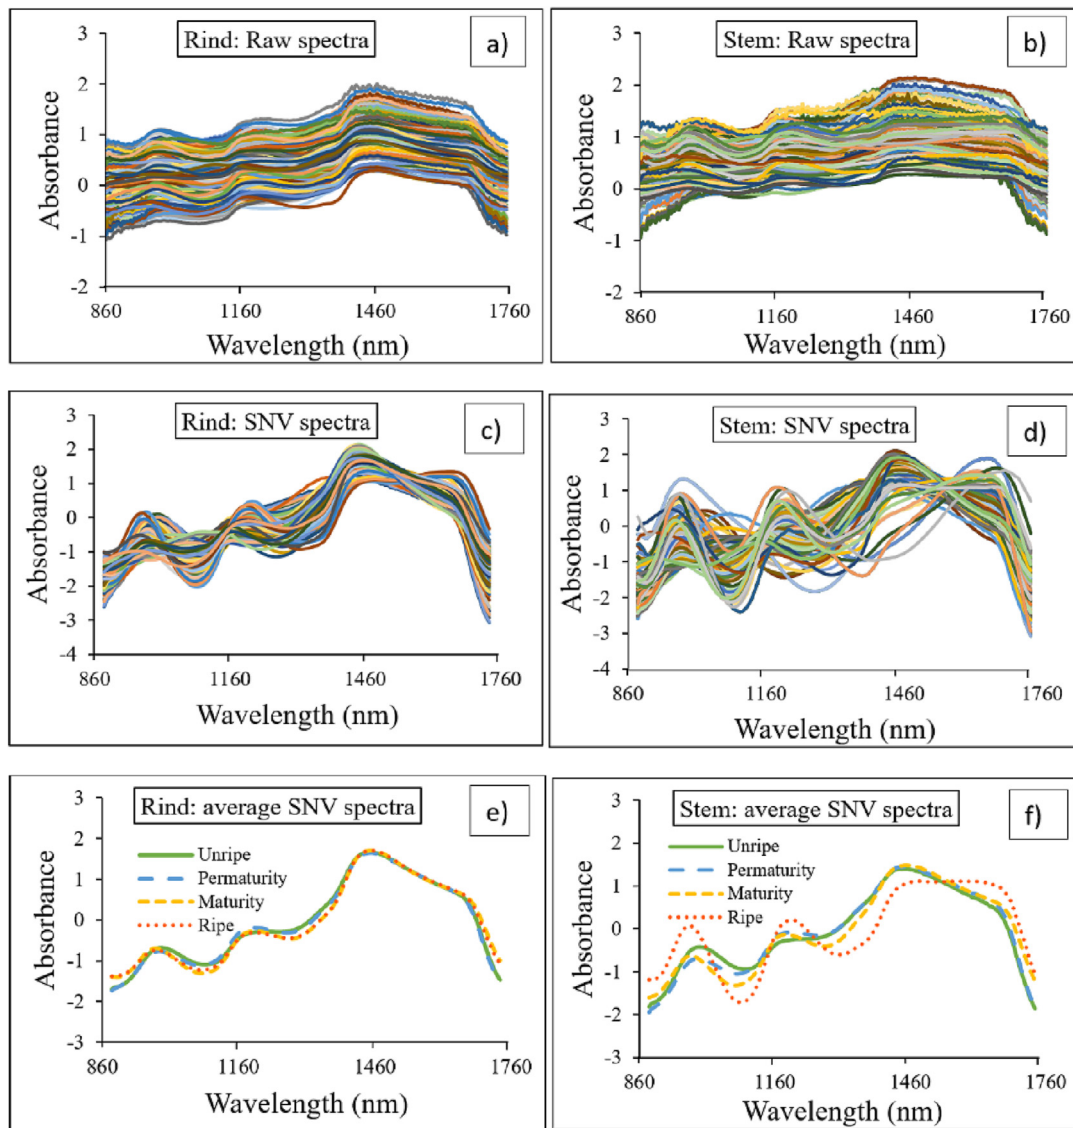 Rind: Raw spectra
a)
Absorbance
3
2
1
0
-1
-2
860
1160
1460
1760
Wavelength (nm)
Stem: Raw spectra
b)
Absorbance
3
2
1
0
-1
-2
860
1160
1460
1760
Wavelength (nm)
Rind: SNV spectra
c)
Absorbance
3
2
1
0
-1
-2
-3
-4
860
1160
1460
1760
Wavelength (nm)
Stem: SNV spectra
d)
Absorbance
3
2
1
0
-1
-2
-3
-4
860
1160
1460
1760
Wavelength (nm)
Rind: average SNV spectra
e)
Unripe
Permaturity
Maturity
Ripe
Absorbance
3
2
1
0
-1
-2
-3
860
1160
1460
1760
Wavelength (nm)
Stem: average SNV spectra
f)
Unripe
Permaturity
Maturity
Ripe
Absorbance
3
2
1
0
-1
-2
-3
860
1160
1460
1760
Wavelength (nm)